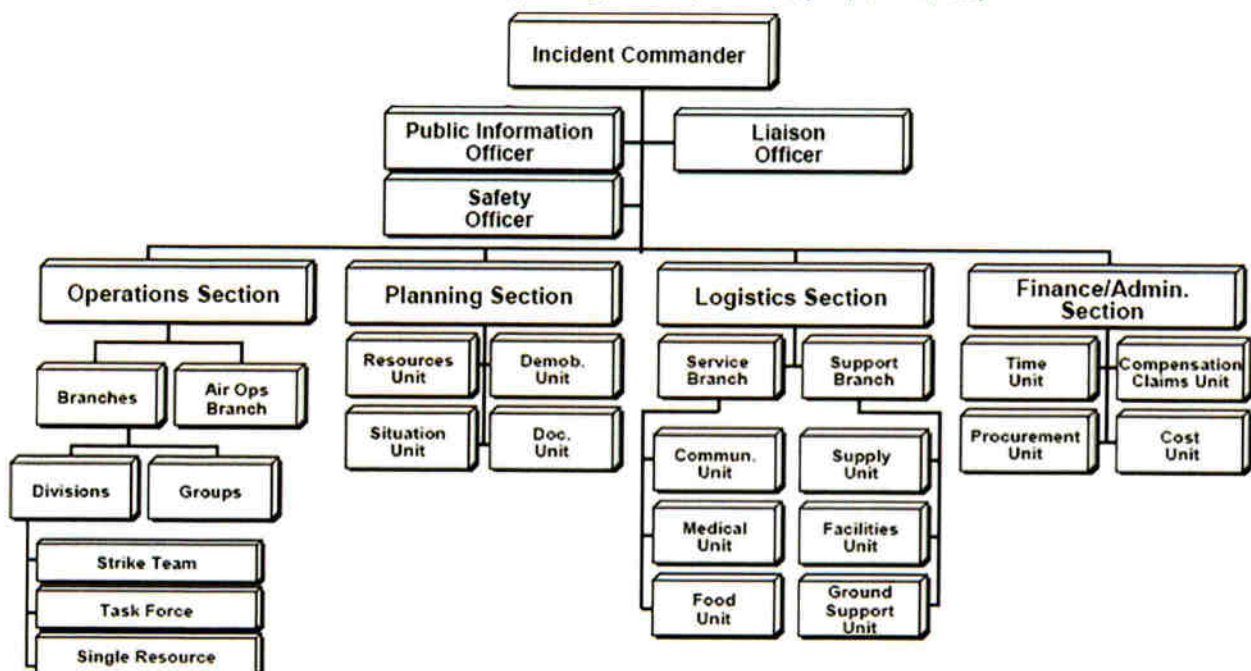 Incident Commander
Public Information
Officer
Liaison
Officer
Safety
Officer
Operations Section
Planning Section
Logistics Section
Finance/Admin.
Section
Branches
Air Ops
Branch
Divisions
Groups
Strike Team
Task Force
Single Resource
Resources
Unit
Demob.
Unit
Situation
Unit
Doc.
Unit
Service
Branch
Support
Branch
Commun.
Unit
Supply
Unit
Medical
Unit
Facilities
Unit
Food
Unit
Ground
Support
Unit
Time
Unit
Compensation
Claims Unit
Procurement
Unit
Cost
Unit